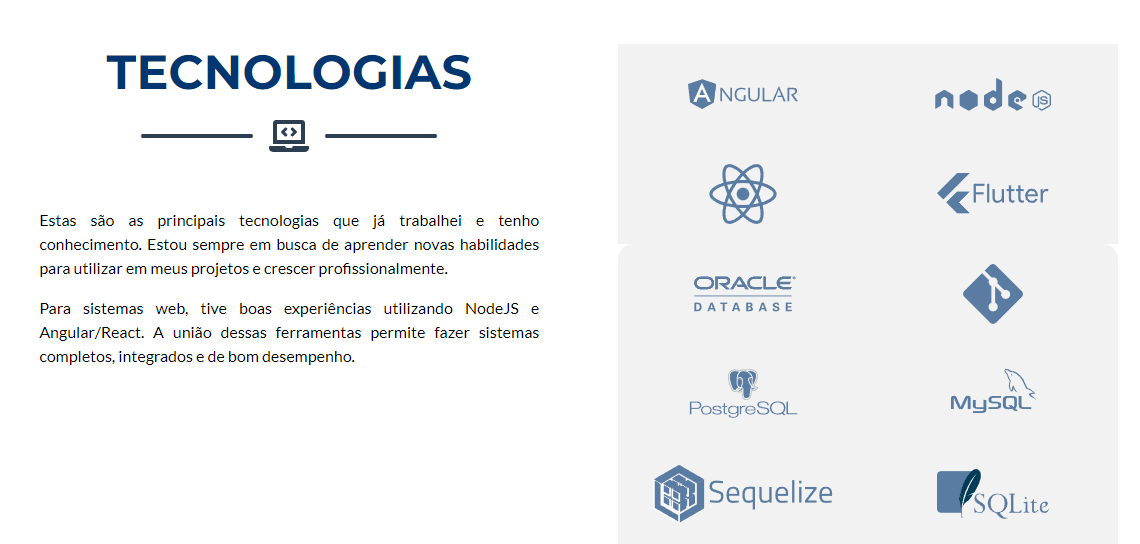 TECNOLOGIAS
Estas são as principais tecnologias que já trabalhei e tenho
conhecimento. Estou sempre em busca de aprender novas habilidades
para utilizar em meus projetos e crescer profissionalmente.
Para sistemas web, tive boas experiências utilizando NodeJS e
Angular/React. A união dessas ferramentas permite fazer sistemas
completos, integrados e de bom desempenho.
ANGULAR
node JS
Flutter
ORACLE®
DATABASE
PostgreSQL
MySQL
Sequelize
SQLite